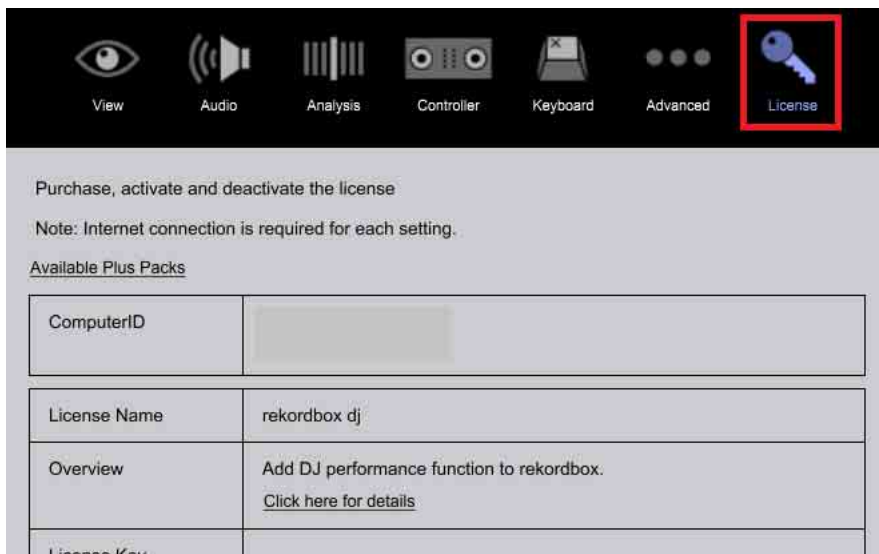 View Audio Analysis Controller Keyboard Advanced License
Purchase, activate and deactivate the license
Note: Internet connection is required for each setting.
Available Plus Packs
ComputerID
License Name rekordbox dj
Overview Add DJ performance function to rekordbox.
Click here for details
License Key